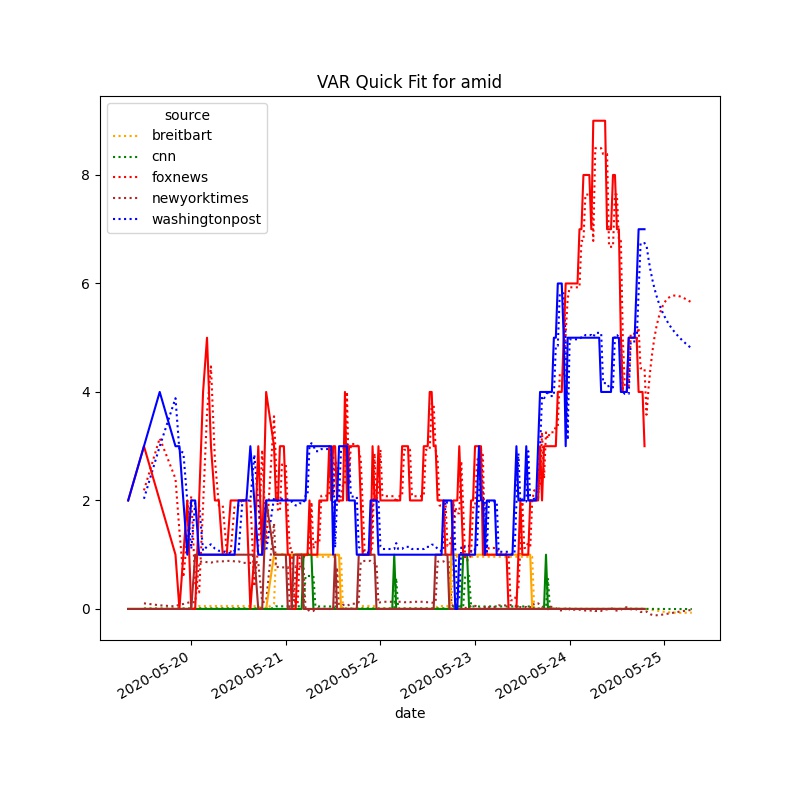 VAR Quick Fit for amid
source
breitbart
cnn
foxnews
newyorktimes
washingtonpost
8
6
4
2
0
2020-05-20
2020-05-21
2020-05-22
2020-05-23
2020-05-24
2020-05-25
date